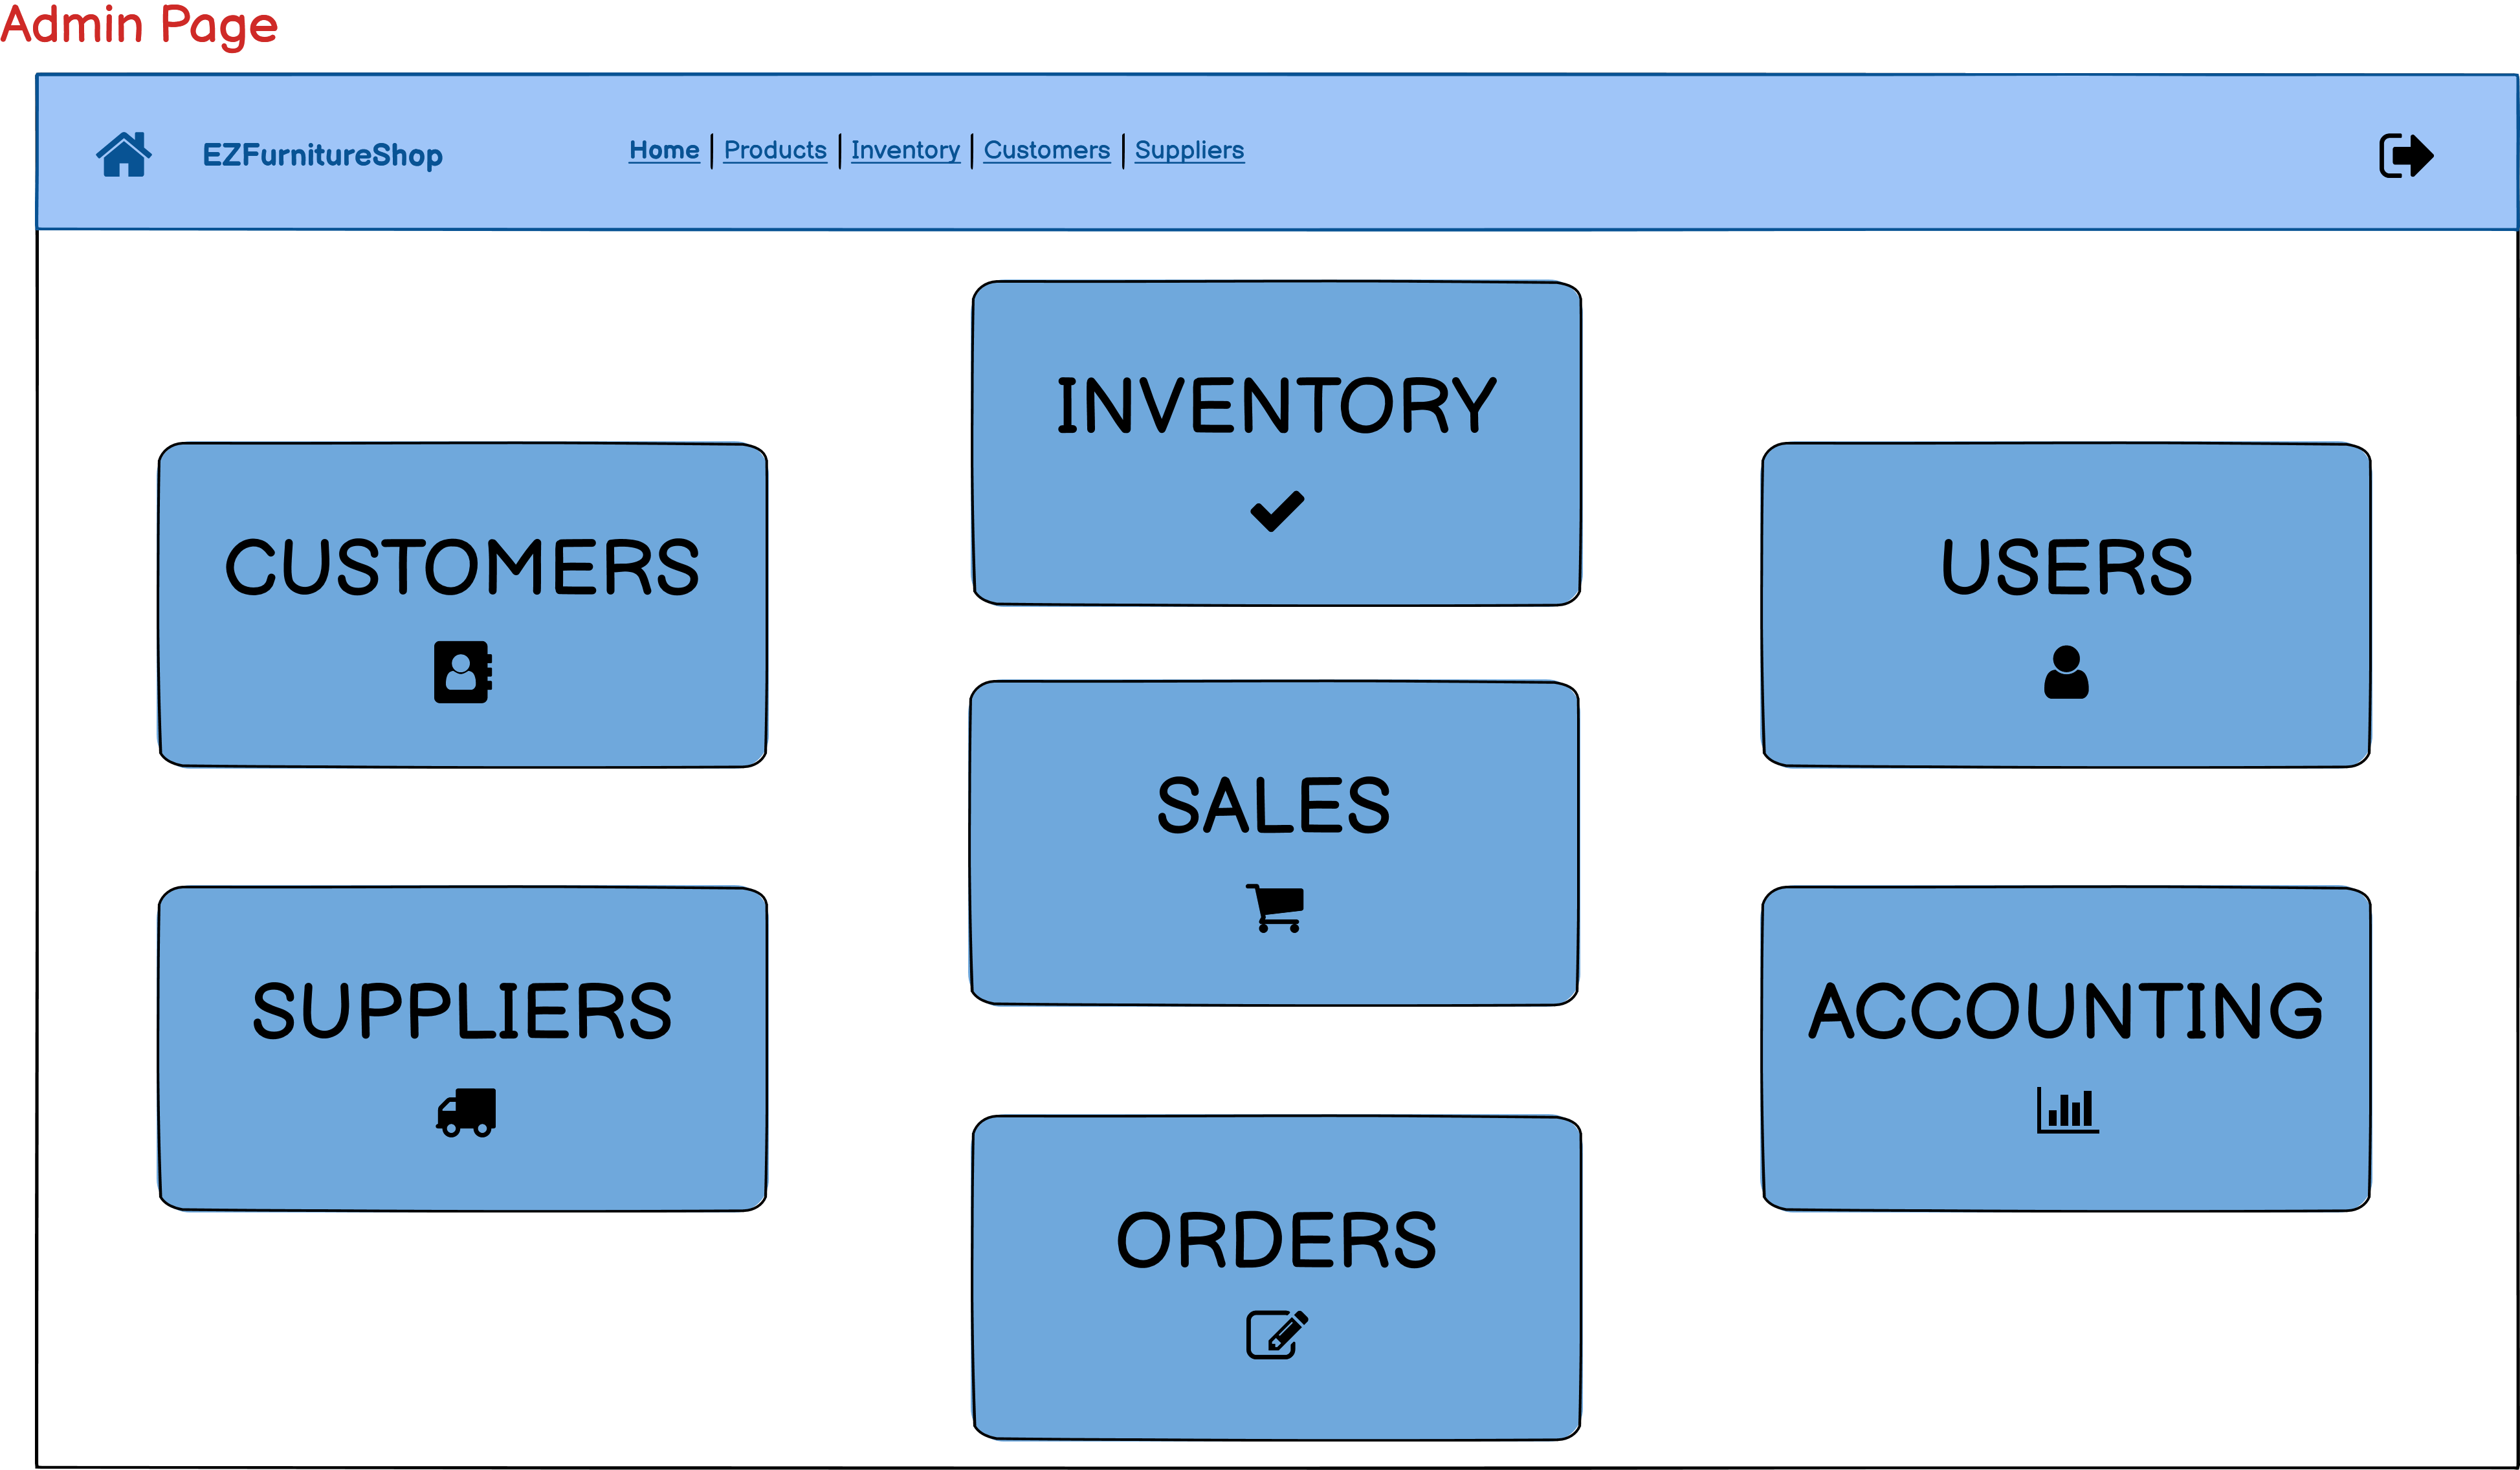 Admin Page
EZFurnitureShop
Home | Products | Inventory | Customers | Suppliers
INVENTORY
CUSTOMERS
USERS
SALES
SUPPLIERS
ACCOUNTING
ORDERS